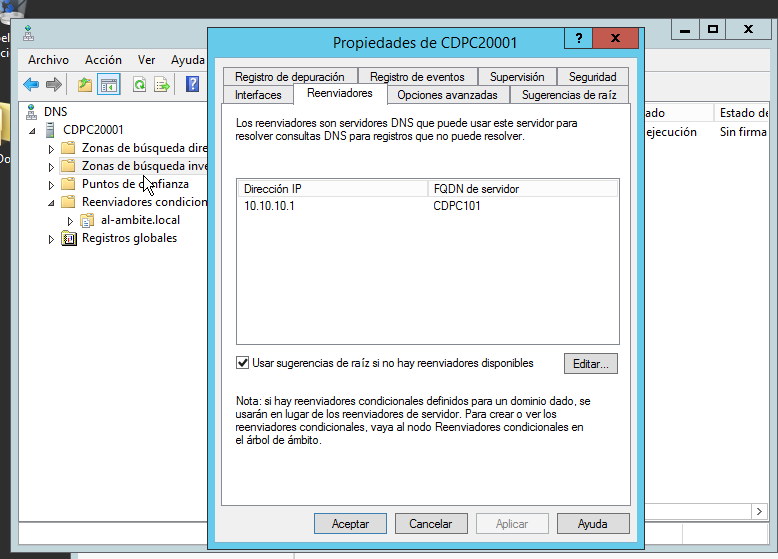 Propiedades de CDPC20001
Archivo Acción Ver Ayuda
DNS
CDPC20001
Zonas de búsqueda dire
Zonas de búsqueda inve
Puntos de confianza
Reenviadores condicion
al-ambite.local
Registros globales
Registro de depuración Registro de eventos Supervisión Seguridad
Interfaces Reenviadores Opciones avanzadas Sugerencias de raíz
Los reenviadores son servidores DNS que puede usar este servidor para
resolver consultas DNS para registros que no puede resolver.
Dirección IP FQDN de servidor
10.10.10.1 CDPC101
Usar sugerencias de raíz si no hay reenviadores disponibles
Editar...
Nota: si hay reenviadores condicionales definidos para un dominio dado, se
usarán en lugar de los reenviadores de servidor. Para crear o ver los
reenviadores condicionales, vaya al nodo Reenviadores condicionales en
el árbol de ámbito.
Aceptar Cancelar Aplicar Ayuda
ado Estado de
ejecución Sin firma